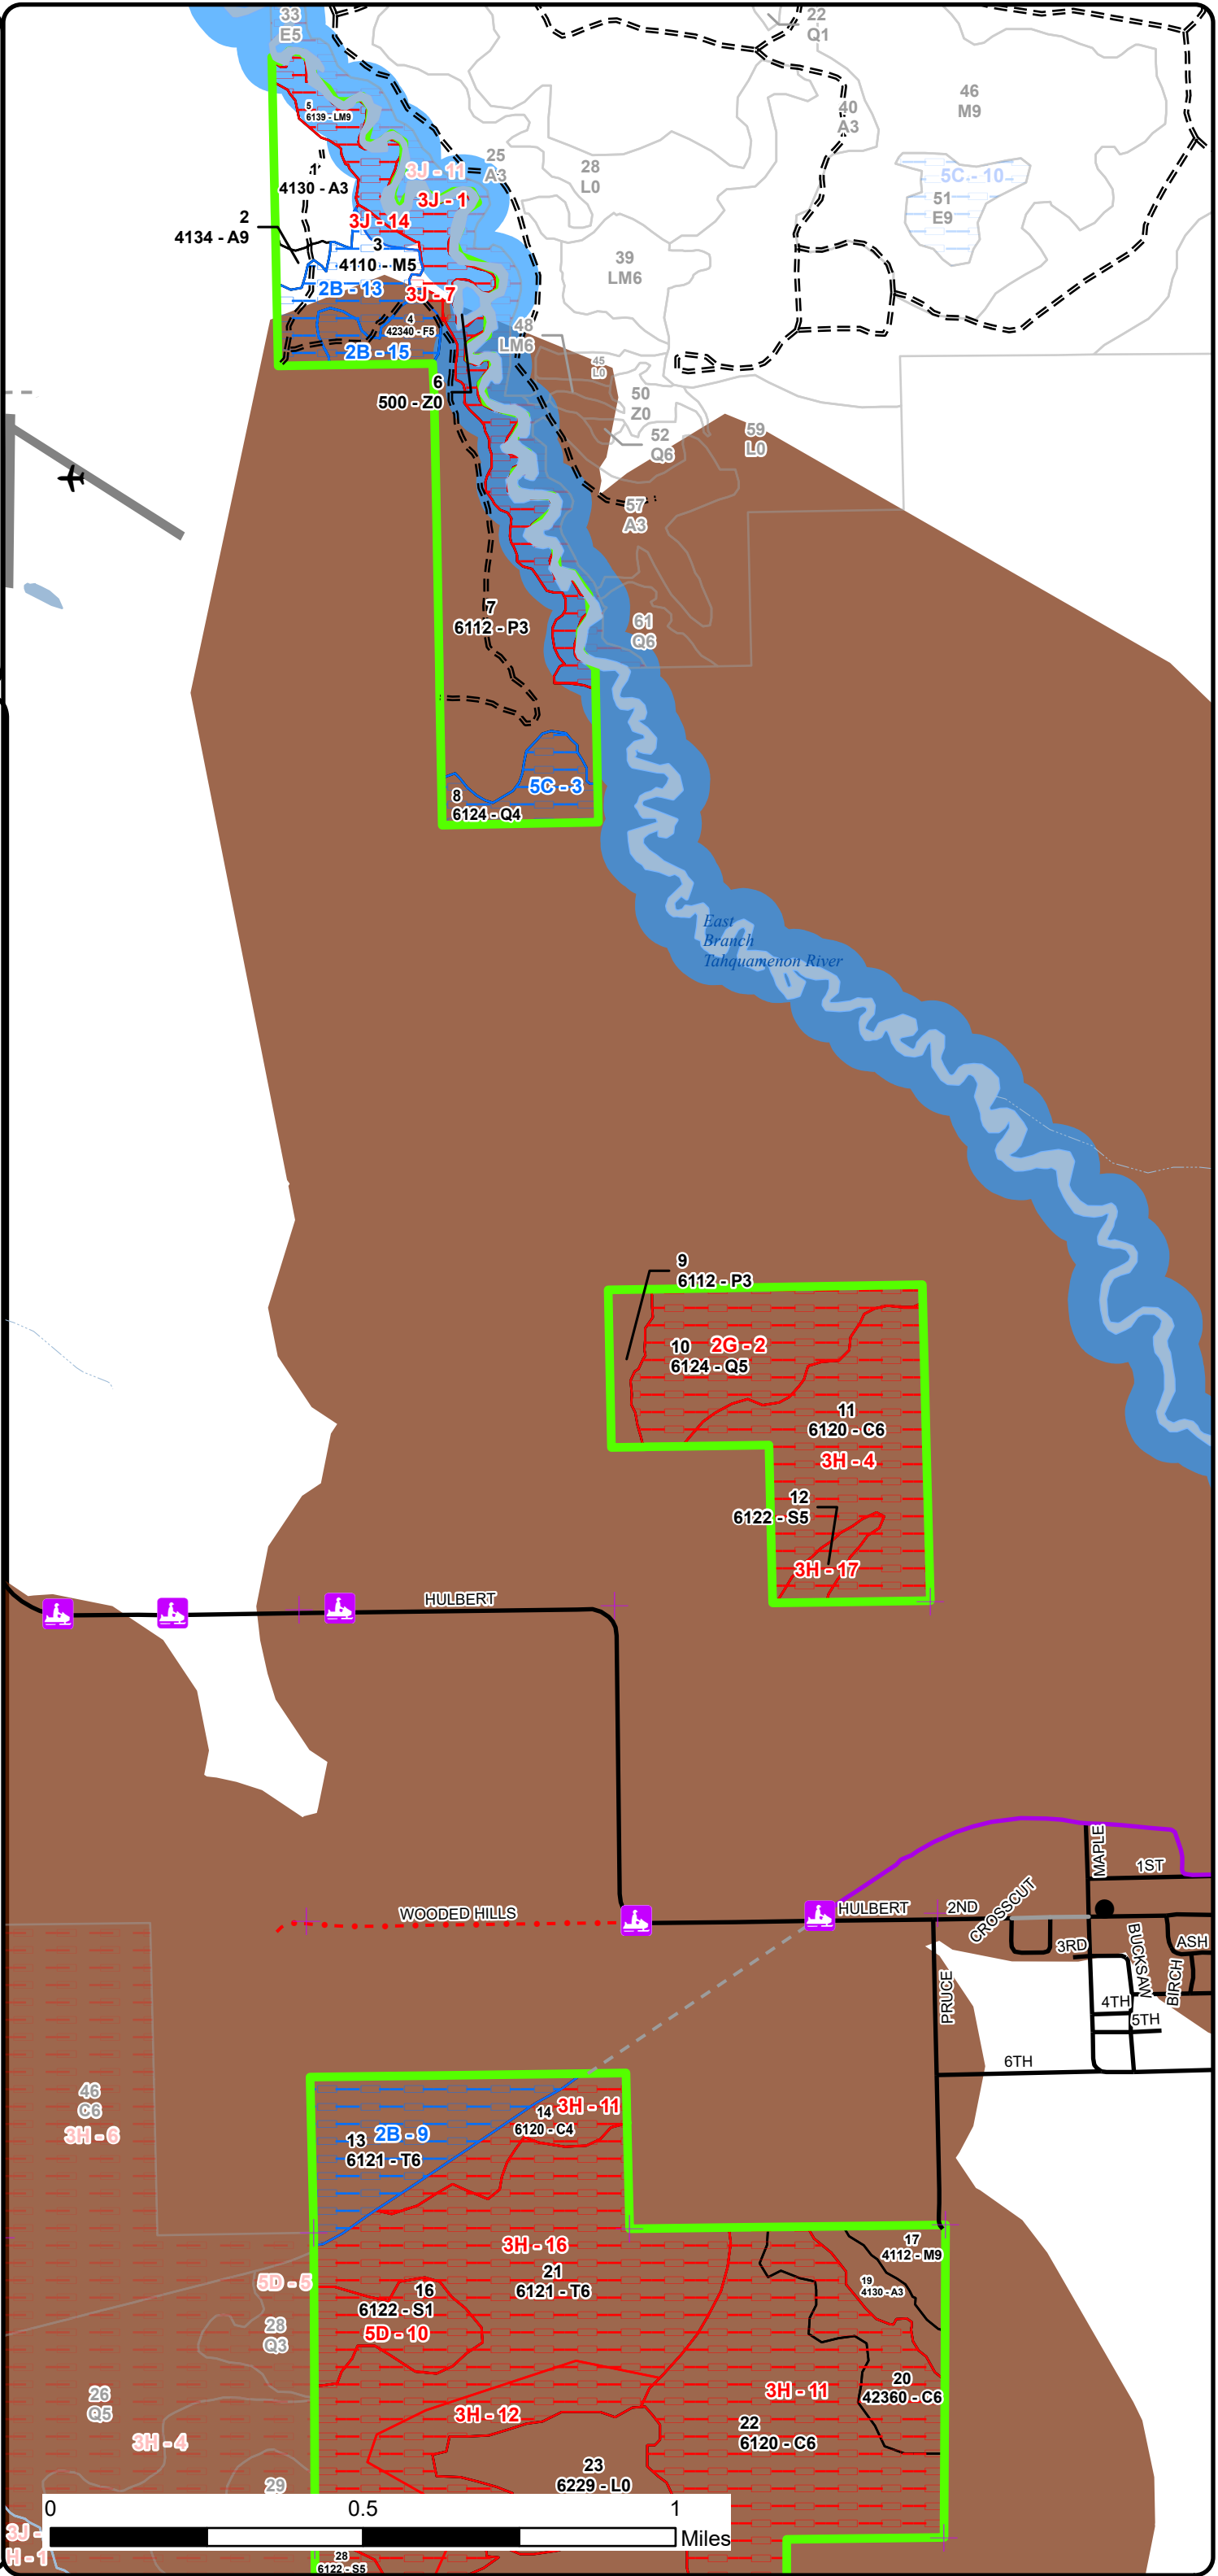 33
E5
22
Q1
46
M9
40
A3
5
6139 - LM9
25
A3
28
L0
3J - 11
5C - 10
1
4130 - A3
3J - 1
51
E9
2
4134 - A9
3J - 14
3
4110 - M5
39
LM6
2B - 13
3J - 7
4
42340 - F5
48
LM6
2B - 15
45
L0
6
500 - Z0
50
Z0
52
Q6
59
L0
57
A3
7
6112 - P3
61
Q6
5C - 3
8
6124 - Q4
East
Branch
Tahquamenon River
9
6112 - P3
10
2G - 2
6124 - Q5
11
6120 - C6
3H - 4
12
6122 - S5
3H - 17
HULBERT
MAPLE
1ST
WOODED HILLS
HULBERT
2ND
CROSSCUT
3RD
BUCKSAW
ASH
BIRCH
PRUCE
4TH
5TH
6TH
46
C6
3H - 6
3H - 11
14
6120 - C4
13
2B - 9
6121 - T6
3H - 16
17
4112 - M9
21
6121 - T6
5D - 5
16
6122 - S1
19
4130 - A3
28
Q3
5D - 10
20
42360 - C6
26
Q5
3H - 11
3H - 12
22
6120 - C6
3H - 4
23
6229 - L0
29
0
0.5
1
Miles
3J -
H - 1
28
6122 - S5